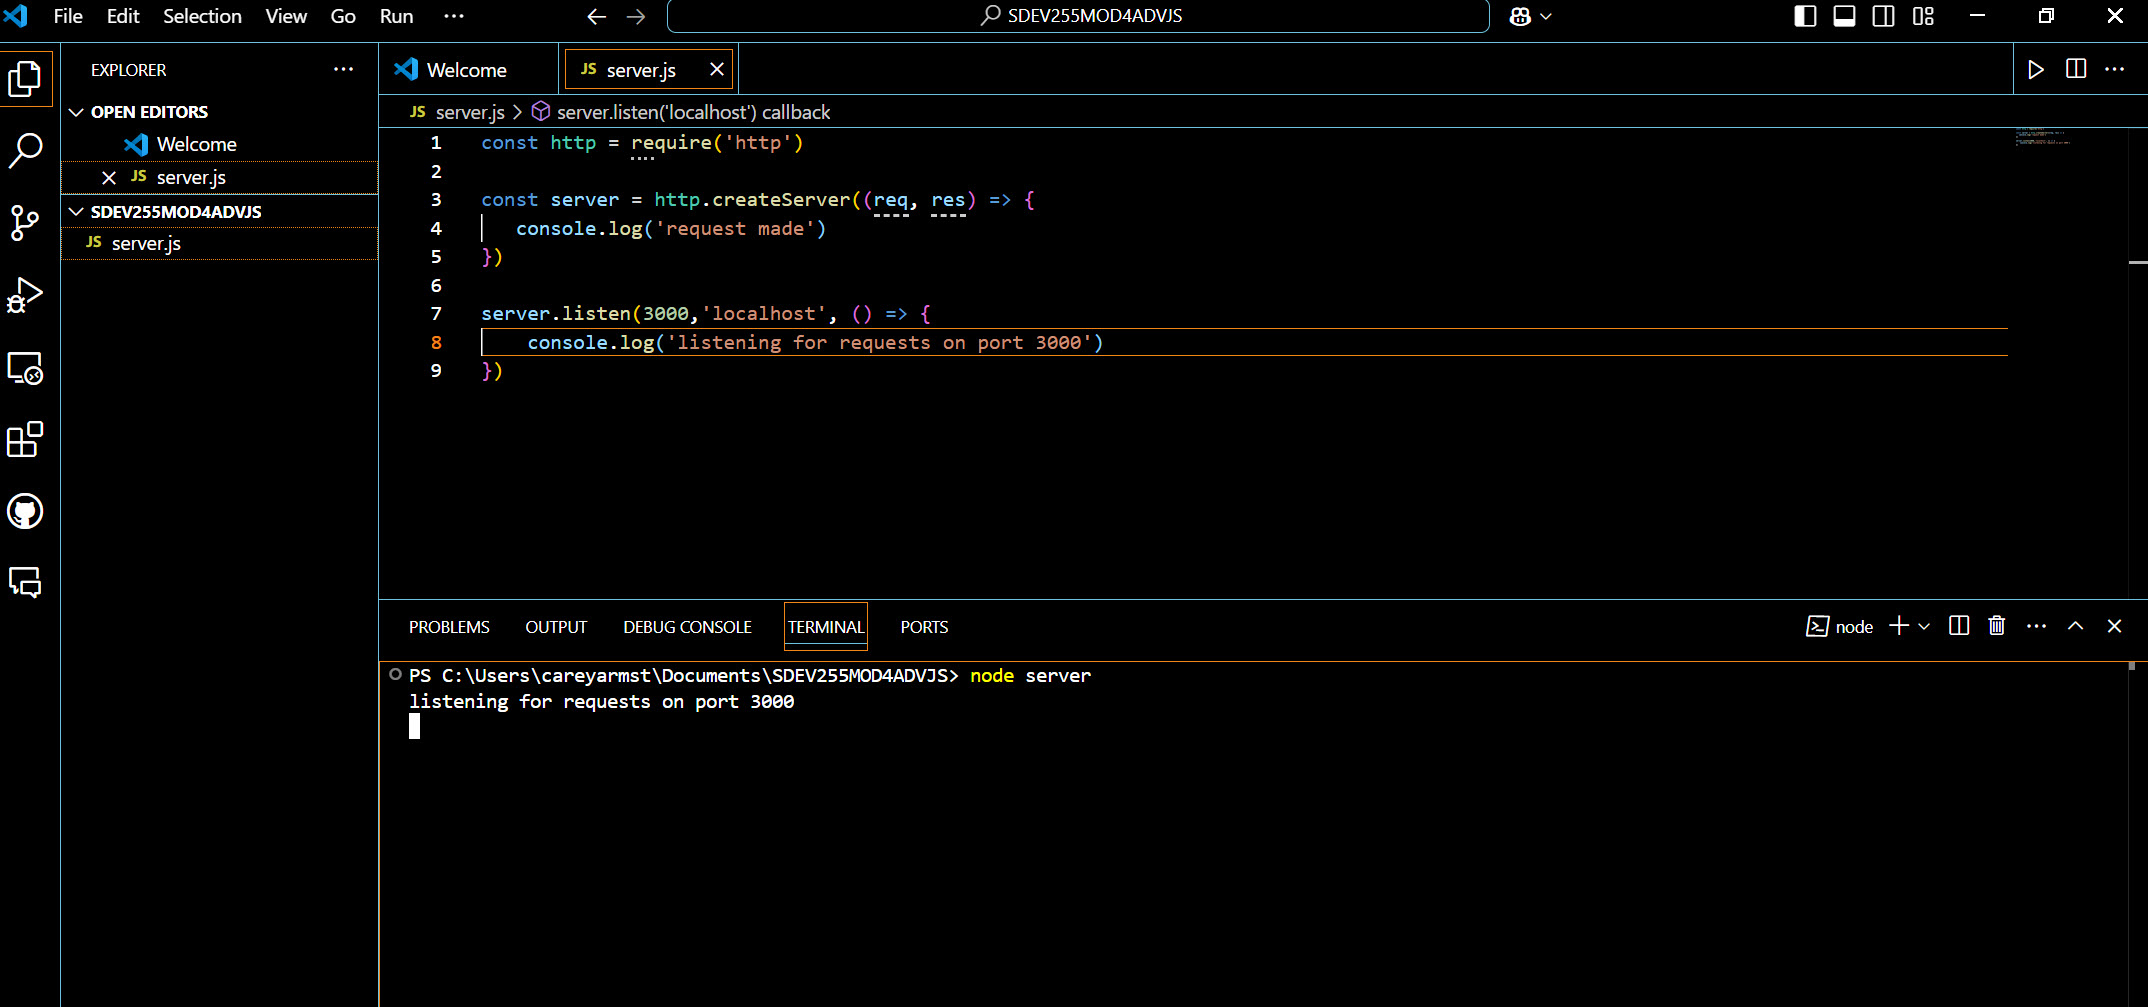 File Edit Selection View Go Run ···
SDEV255MOD4ADVJS
EXPLORER
OPEN EDITORS
Welcome
JS server.js
SDEV255MOD4ADVJS
JS server.js
Welcome
JS server.js
JS server.js > server.listen('localhost') callback
1 const http = require('http')
2
3 const server = http.createServer((req, res) => {
4 console.log('request made')
5 })
6
7 server.listen(3000,'localhost', () => {
8 console.log('listening for requests on port 3000')
9 })
PROBLEMS OUTPUT DEBUG CONSOLE TERMINAL PORTS
node
PS C:\Users\careyarmst\Documents\SDEV255MOD4ADVJS> node server
listening for requests on port 3000